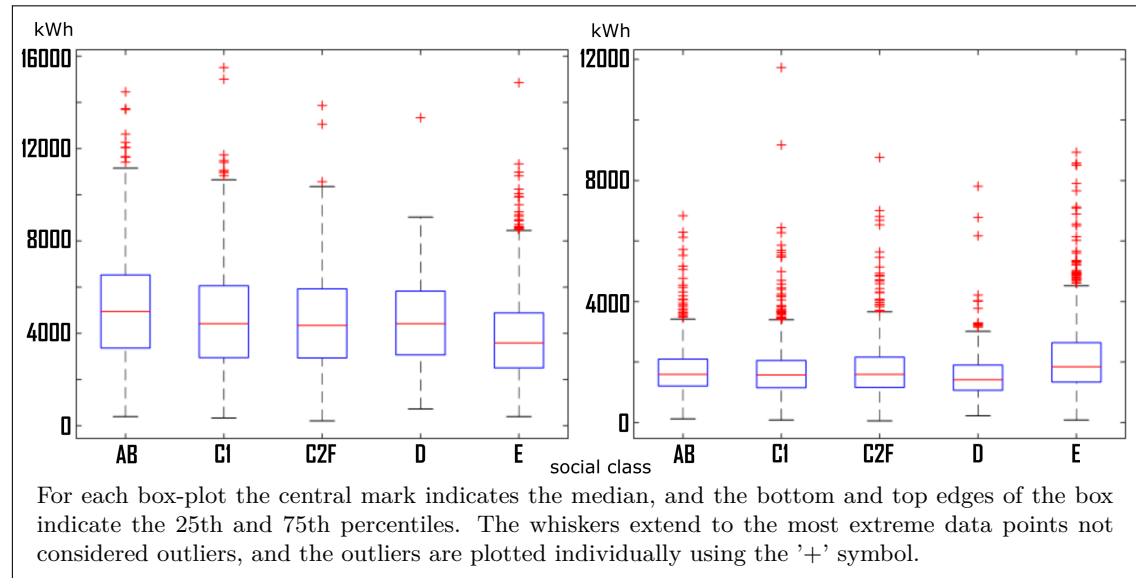 kWh
16000
12000
8000
4000
0
AB C1 C2F D E
kWh
12000
8000
4000
0
AB C1 C2F D E
social class
For each box-plot the central mark indicates the median, and the bottom and top edges of the box
indicate the 25th and 75th percentiles. The whiskers extend to the most extreme data points not
considered outliers, and the outliers are plotted individually using the '+' symbol.